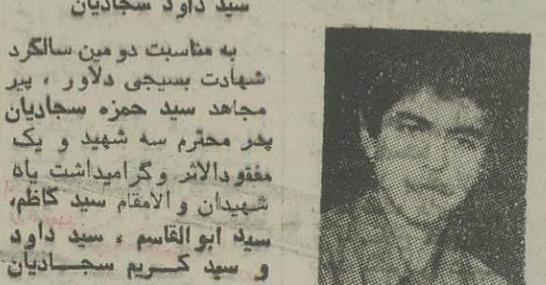 سید داود سجادیان
به مناسبت دومین سالگرد
شهادت بسیجی دلاور ، پیر
مجاهد سید حمزه سجادیان
پدر محترم سه شهید و یک
مفقودالاثر و گرامیداشت یاد
شهیدان والامقام سید کاظم،
سید ابوالقاسم ، سید داود
و سید کریم سجادیان